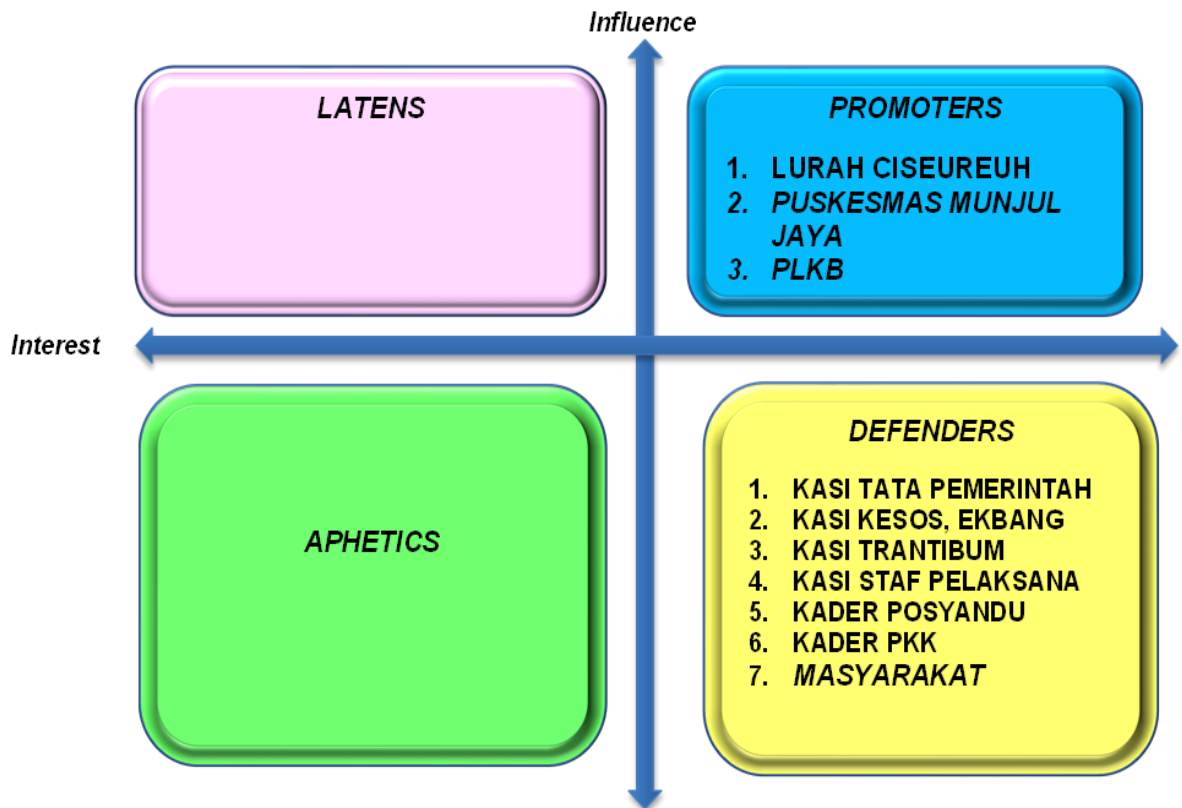 Influence
LATENS
PROMOTERS
1. LURAH CISEUREUH
2. PUSKESMAS MUNJUL
JAYA
3. PLKB
Interest
APHETICS
DEFENDERS
1. KASI TATA PEMERINTAH
2. KASI KESOS, EKBANG
3. KASI TRANTIBUM
4. KASI STAF PELAKSANA
5. KADER POSYANDU
6. KADER PKK
7. MASYARAKAT